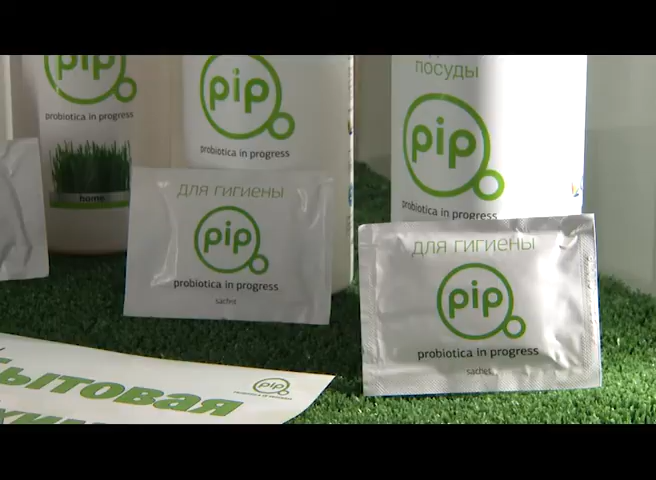 pip
probiotica in progress
home
pip
probiotica in progress
посуды
pip
probiotica in progress
для гигиены
pip
probiotica in progress
sachet
для гигиены
pip
probiotica in progress
sachet
бытовая
pip